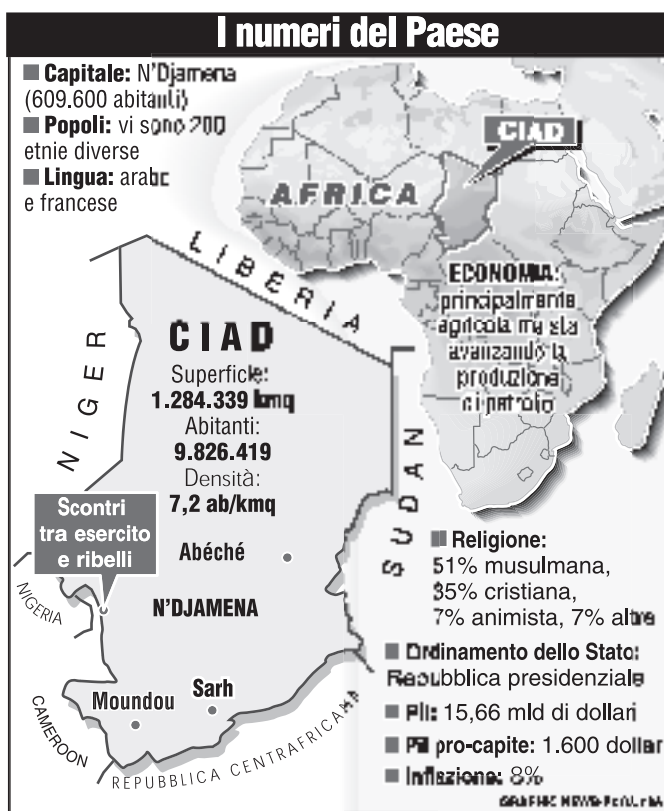 I numeri del Paese
■ Capitale: N'Djamena
(609.600 abitanti)
■ Popoli: vi sono 200
etnie diverse
■ Lingua: arabo
e francese
CIAD
AFRICA
ECONOMIA:
principalmente
agricola ma sta
avanzando la
produzione
di petrolio
LIBERIA
NIGER
CIAD
Superficie:
1.284.339 kmq
Abitanti:
9.826.419
Densità:
7,2 ab/kmq
SUDAN
Scontri
tra esercito
e ribelli
Abéché
N'DJAMENA
NIGERIA
Moundou
Sarh
CAMEROON
REPUBBLICA CENTRAFRICANA
■ Religione:
51% musulmana,
35% cristiana,
7% animista, 7% altre
■ Ordinamento dello Stato:
Repubblica presidenziale
■ Pil: 15,66 mld di dollari
■ Pil pro-capite: 1.600 dollari
■ Inflazione: 8%
GRAPHIC NEWS